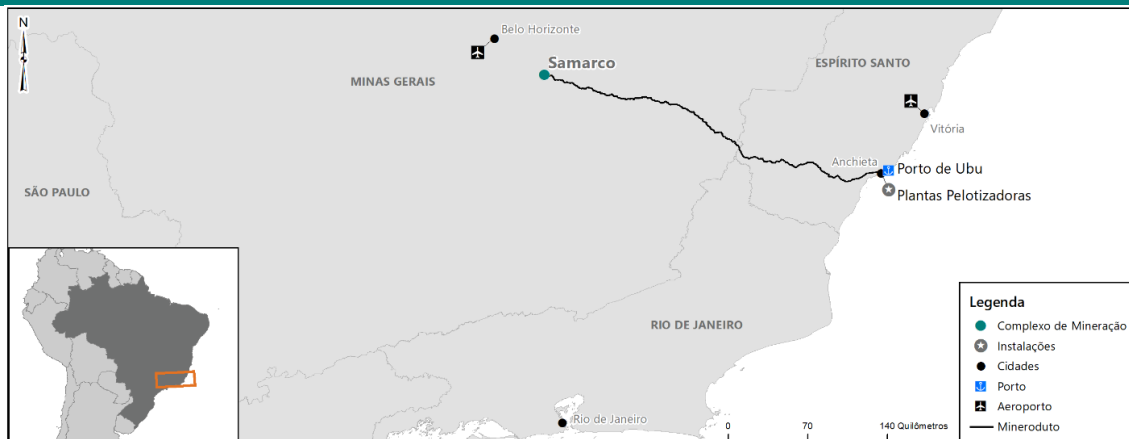 N
Belo Horizonte
Samarco
MINAS GERAIS
ESPÍRITO SANTO
Vitória
Anchieta
Porto de Ubu
Plantas Pelotizadoras
SÃO PAULO
RIO DE JANEIRO
Rio de Janeiro
0 70 140 Quilômetros
Legenda
Complexo de Mineração
Instalações
Cidades
Porto
Aeroporto
Mineroduto